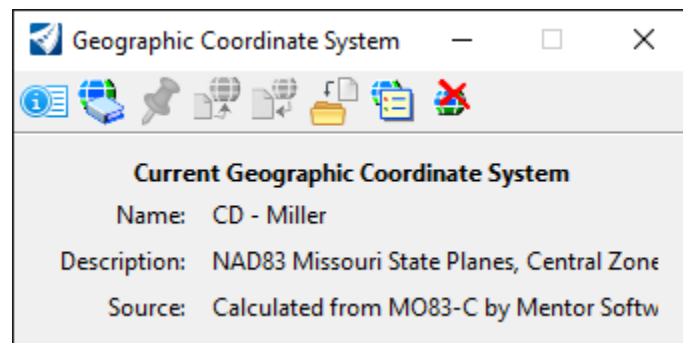 Geographic Coordinate System
Current Geographic Coordinate System
Name: CD - Miller
Description: NAD83 Missouri State Planes, Central Zone
Source: Calculated from MO83-C by Mentor Softw